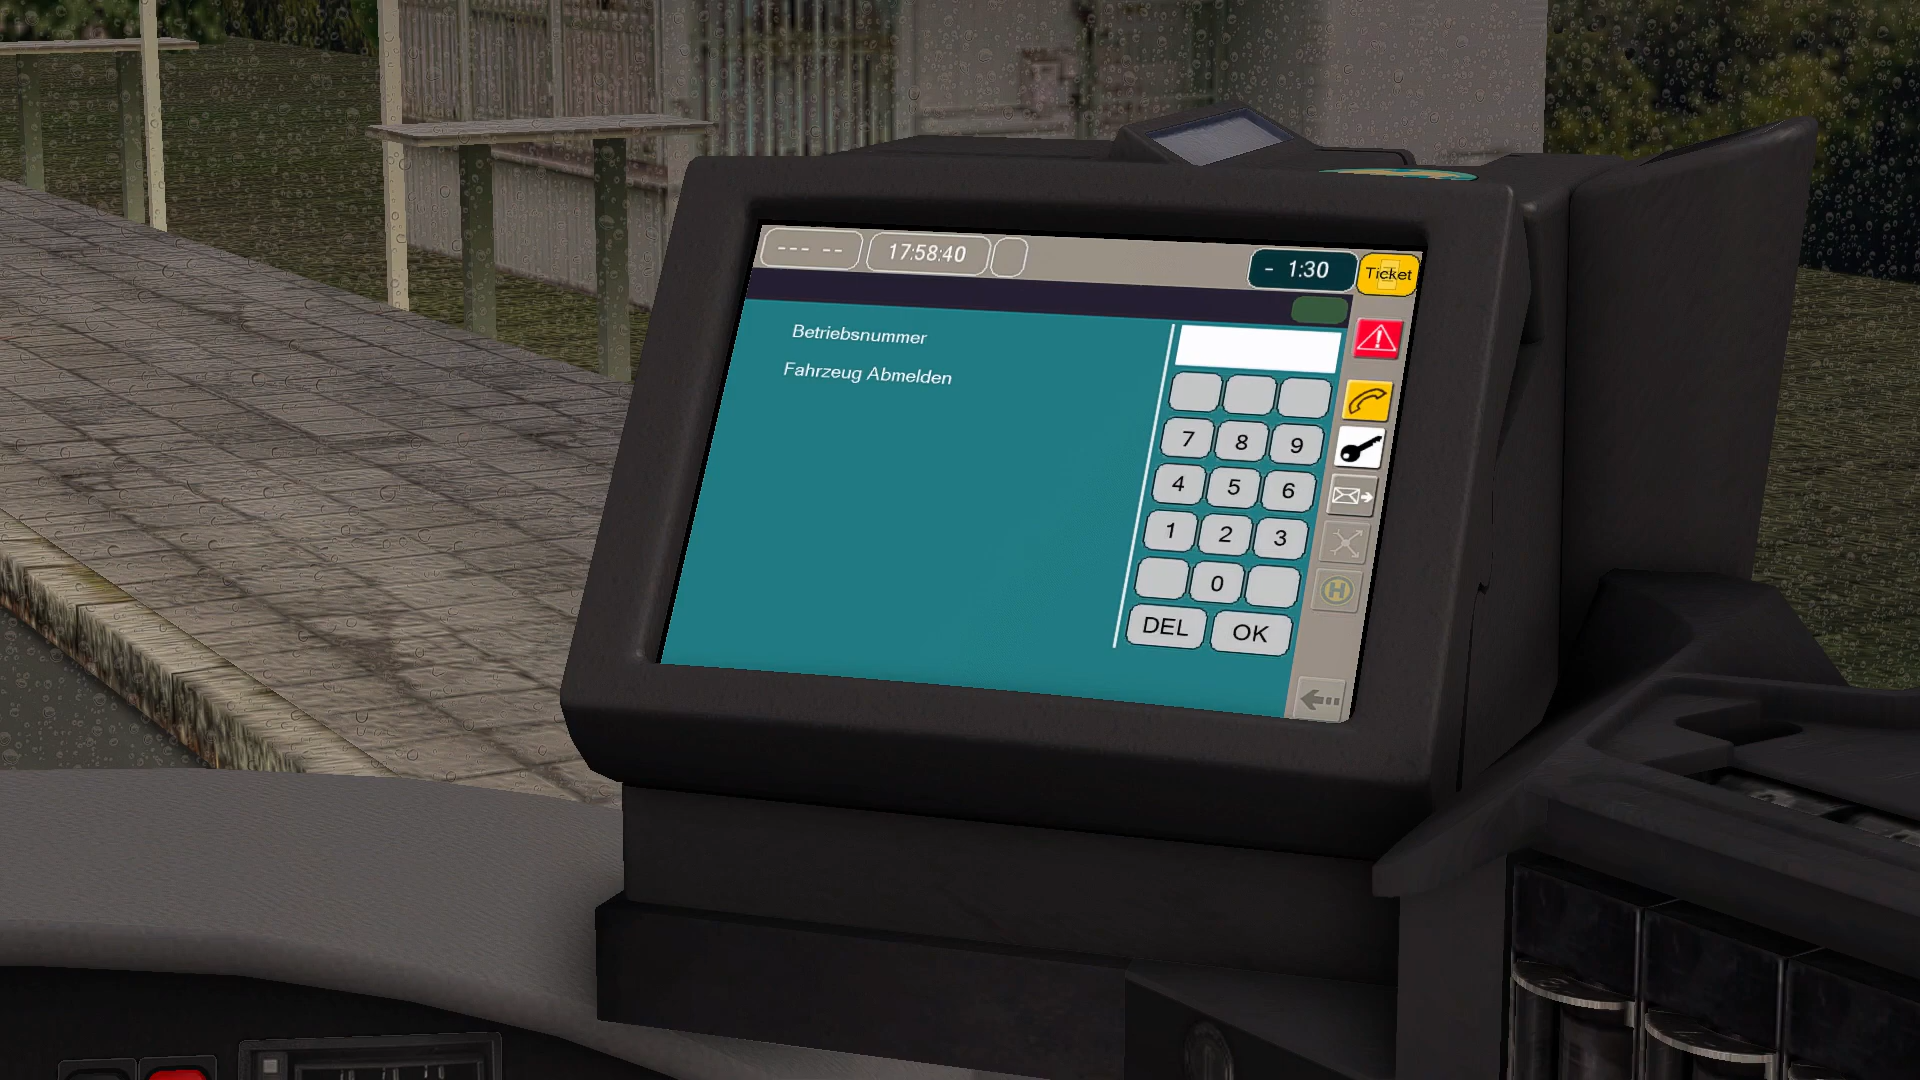 --- -- 17:58:40 - 1:30 Ticket
Betriebsnummer
Fahrzeug Abmelden
7 8 9
4 5 6
1 2 3
0
DEL OK
H